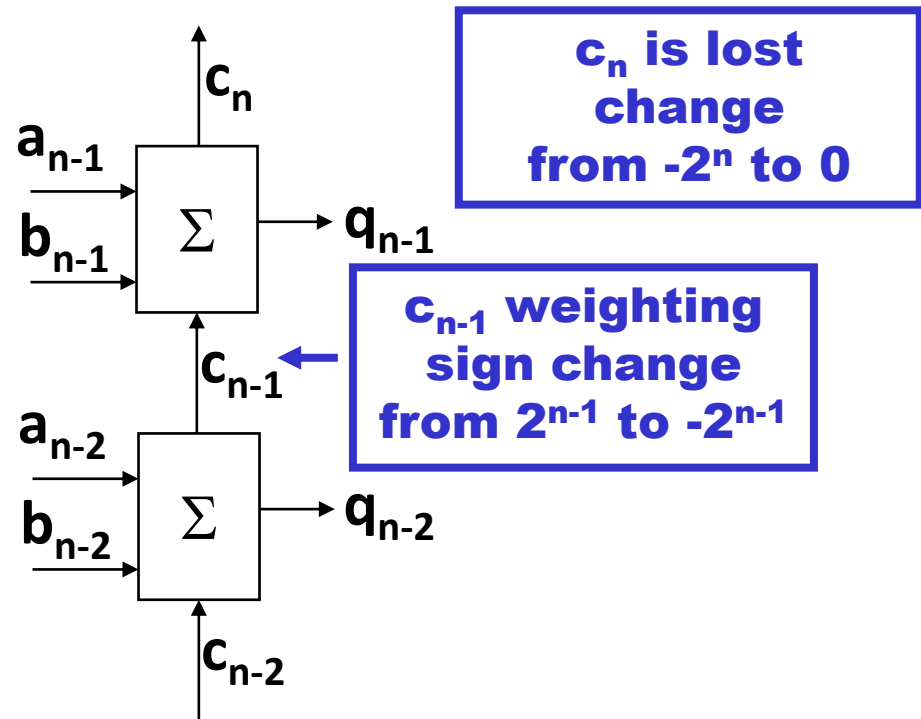 cₙ
cₙ is lost
change
from -2ⁿ to 0
aₙ₋₁
bₙ₋₁
Σ
qₙ₋₁
cₙ₋₁ weighting
sign change
from 2ⁿ⁻¹ to -2ⁿ⁻¹
cₙ₋₁
aₙ₋₂
bₙ₋₂
Σ
qₙ₋₂
cₙ₋₂